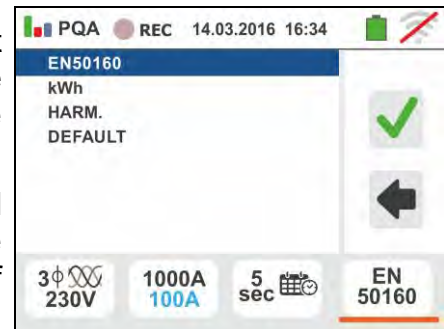 PQA REC 14.03.2016 16:34
EN50160
kWh
HARM.
DEFAULT
3ϕ 1000A 5 EN
230V 100A sec 50160